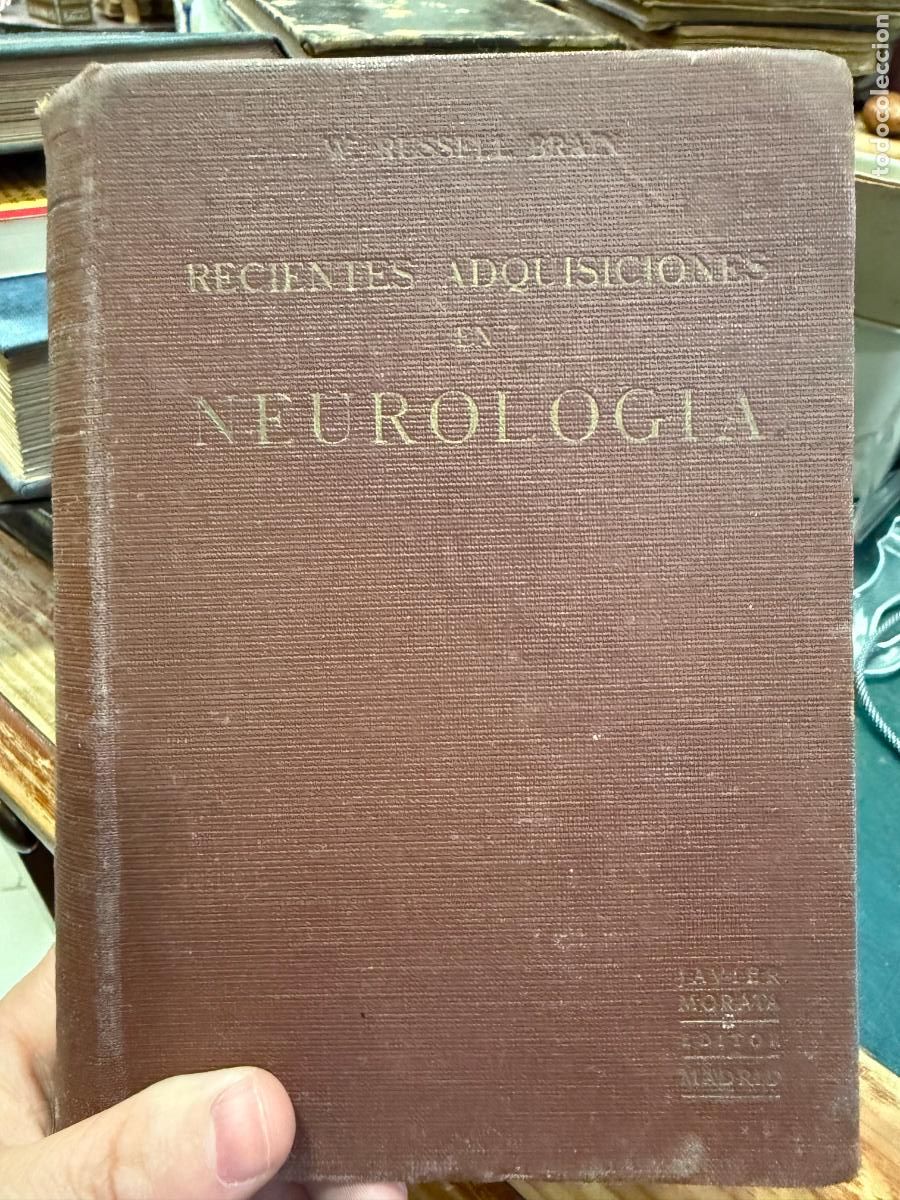 W. RUSSELL BRAIN
RECIENTES ADQUISICIONES
EN
NEUROLOGIA
JAVIER
MORATA
EDITOR
MADRID
todocoleccion